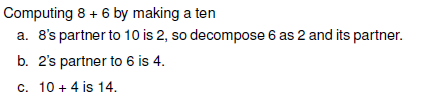 Computing 8 + 6 by making a ten
a. 8's partner to 10 is 2, so decompose 6 as 2 and its partner.
b. 2's partner to 6 is 4.
c. 10 + 4 is 14.